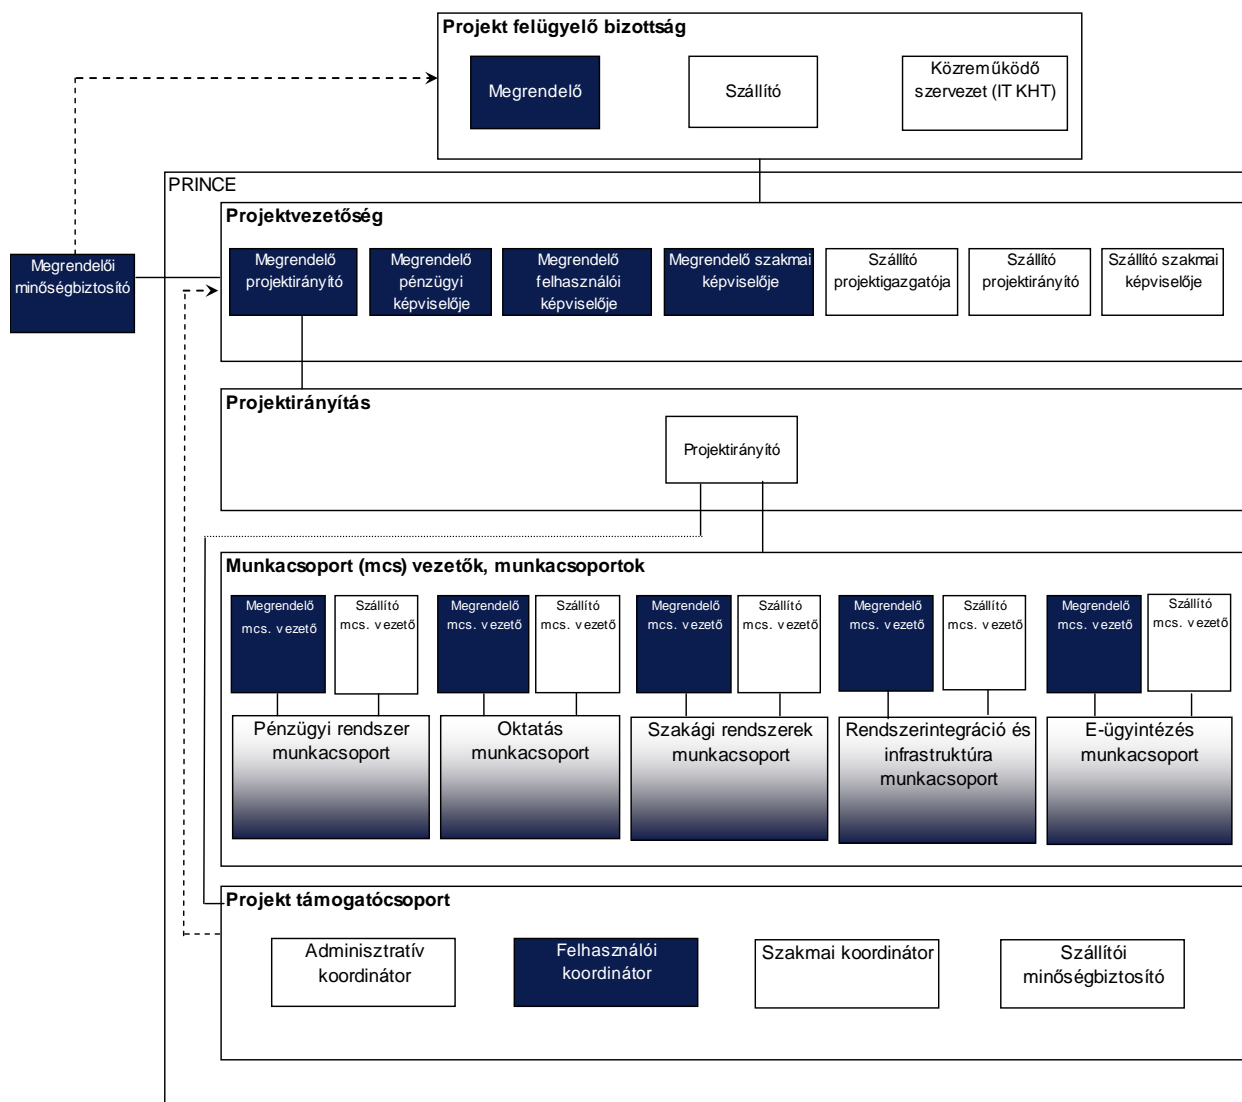 Projekt felügyelő bizottság
Megrendelő
Szállító
Közreműködő
szervezet (IT KHT)
PRINCE
Projektvezetőség
Megrendelői
minőségbiztosító
Megrendelő
projektirányító
Megrendelő
pénzügyi
képviselője
Megrendelő
felhasználói
képviselője
Megrendelő szakmai
képviselője
Szállító
projektigazgatója
Szállító
projektirányító
Szállító szakmai
képviselője
Projektirányítás
Projektirányító
Munkacsoport (mcs) vezetők, munkacsoportok
Megrendelő
mcs. vezető
Szállító
mcs. vezető
Megrendelő
mcs. vezető
Szállító
mcs. vezető
Megrendelő
mcs. vezető
Szállító
mcs. vezető
Megrendelő
mcs. vezető
Szállító
mcs. vezető
Megrendelő
mcs. vezető
Szállító
mcs. vezető
Pénzügyi rendszer
munkacsoport
Oktatás
munkacsoport
Szakági rendszerek
munkacsoport
Rendszerintegráció és
infrastruktúra
munkacsoport
E-ügyintézés
munkacsoport
Projekt támogatócsoport
Adminisztratív
koordinátor
Felhasználói
koordinátor
Szakmai koordinátor
Szállítói
minőségbiztosító